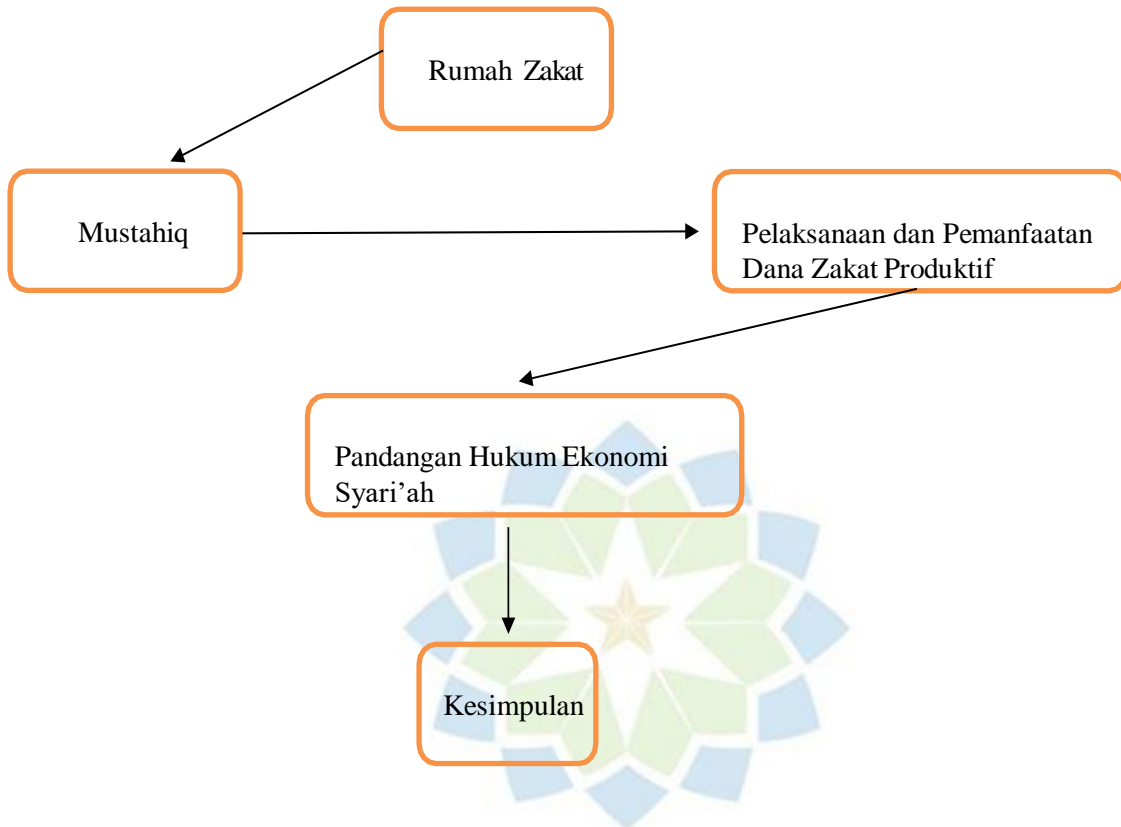 Rumah Zakat
Mustahiq
Pelaksanaan dan Pemanfaatan
Dana Zakat Produktif
Pandangan Hukum Ekonomi
Syari’ah
Kesimpulan